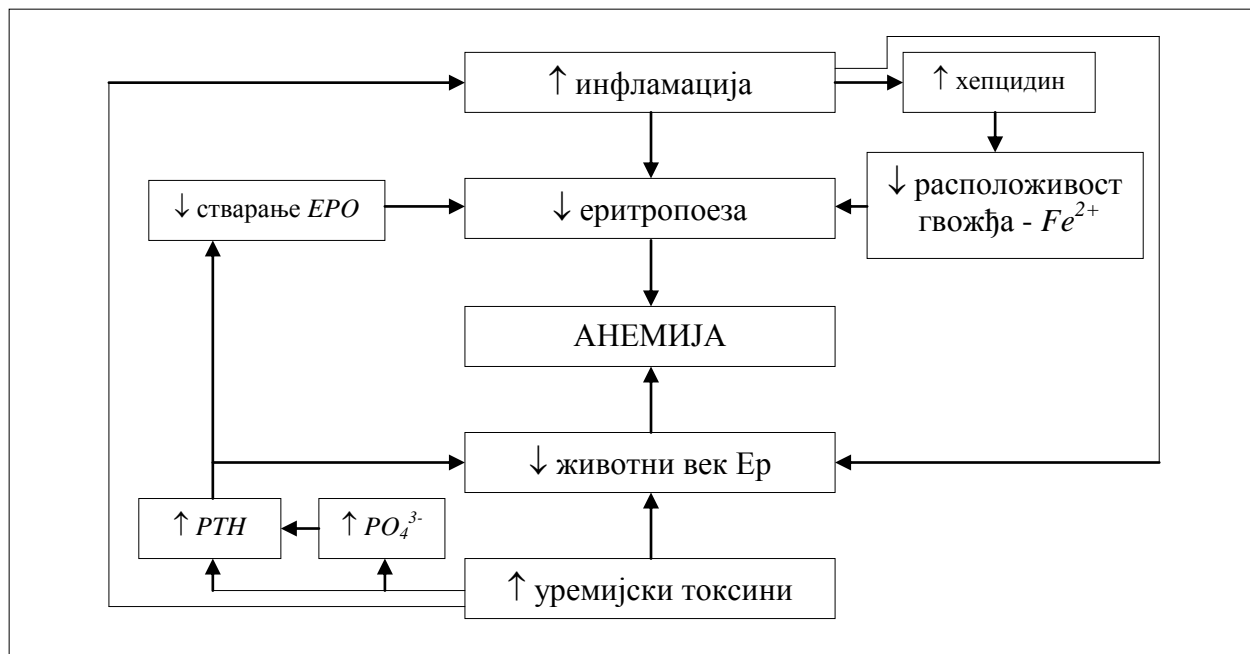 ↑ инфламација
↑ хепцидин
↓ расположивост
гвожђа - Fe²⁺
↓ стварање EPO
↓ еритропоеза
АНЕМИЈА
↓ животни век Ер
↑ PTH
↑ PO₄³⁻
↑ уремијски токсини